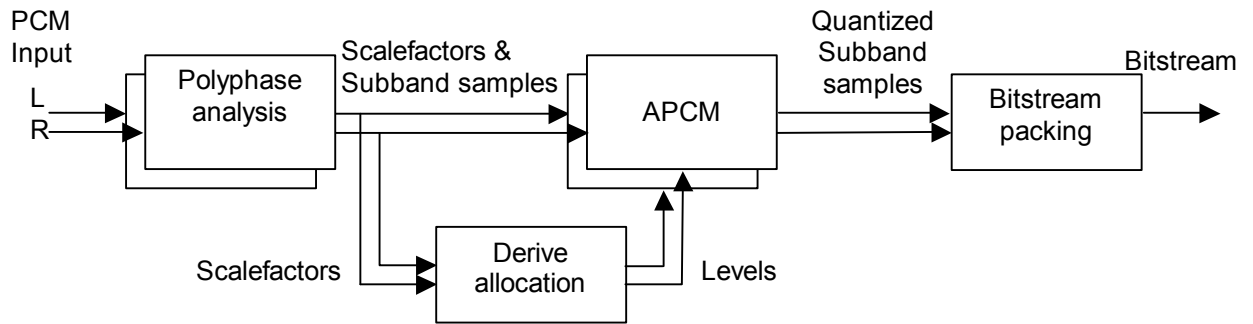 PCM
Input
L
R
Polyphase
analysis
Scalefactors &
Subband samples
APCM
Quantized
Subband
samples
Bitstream
packing
Bitstream
Scalefactors
Derive
allocation
Levels